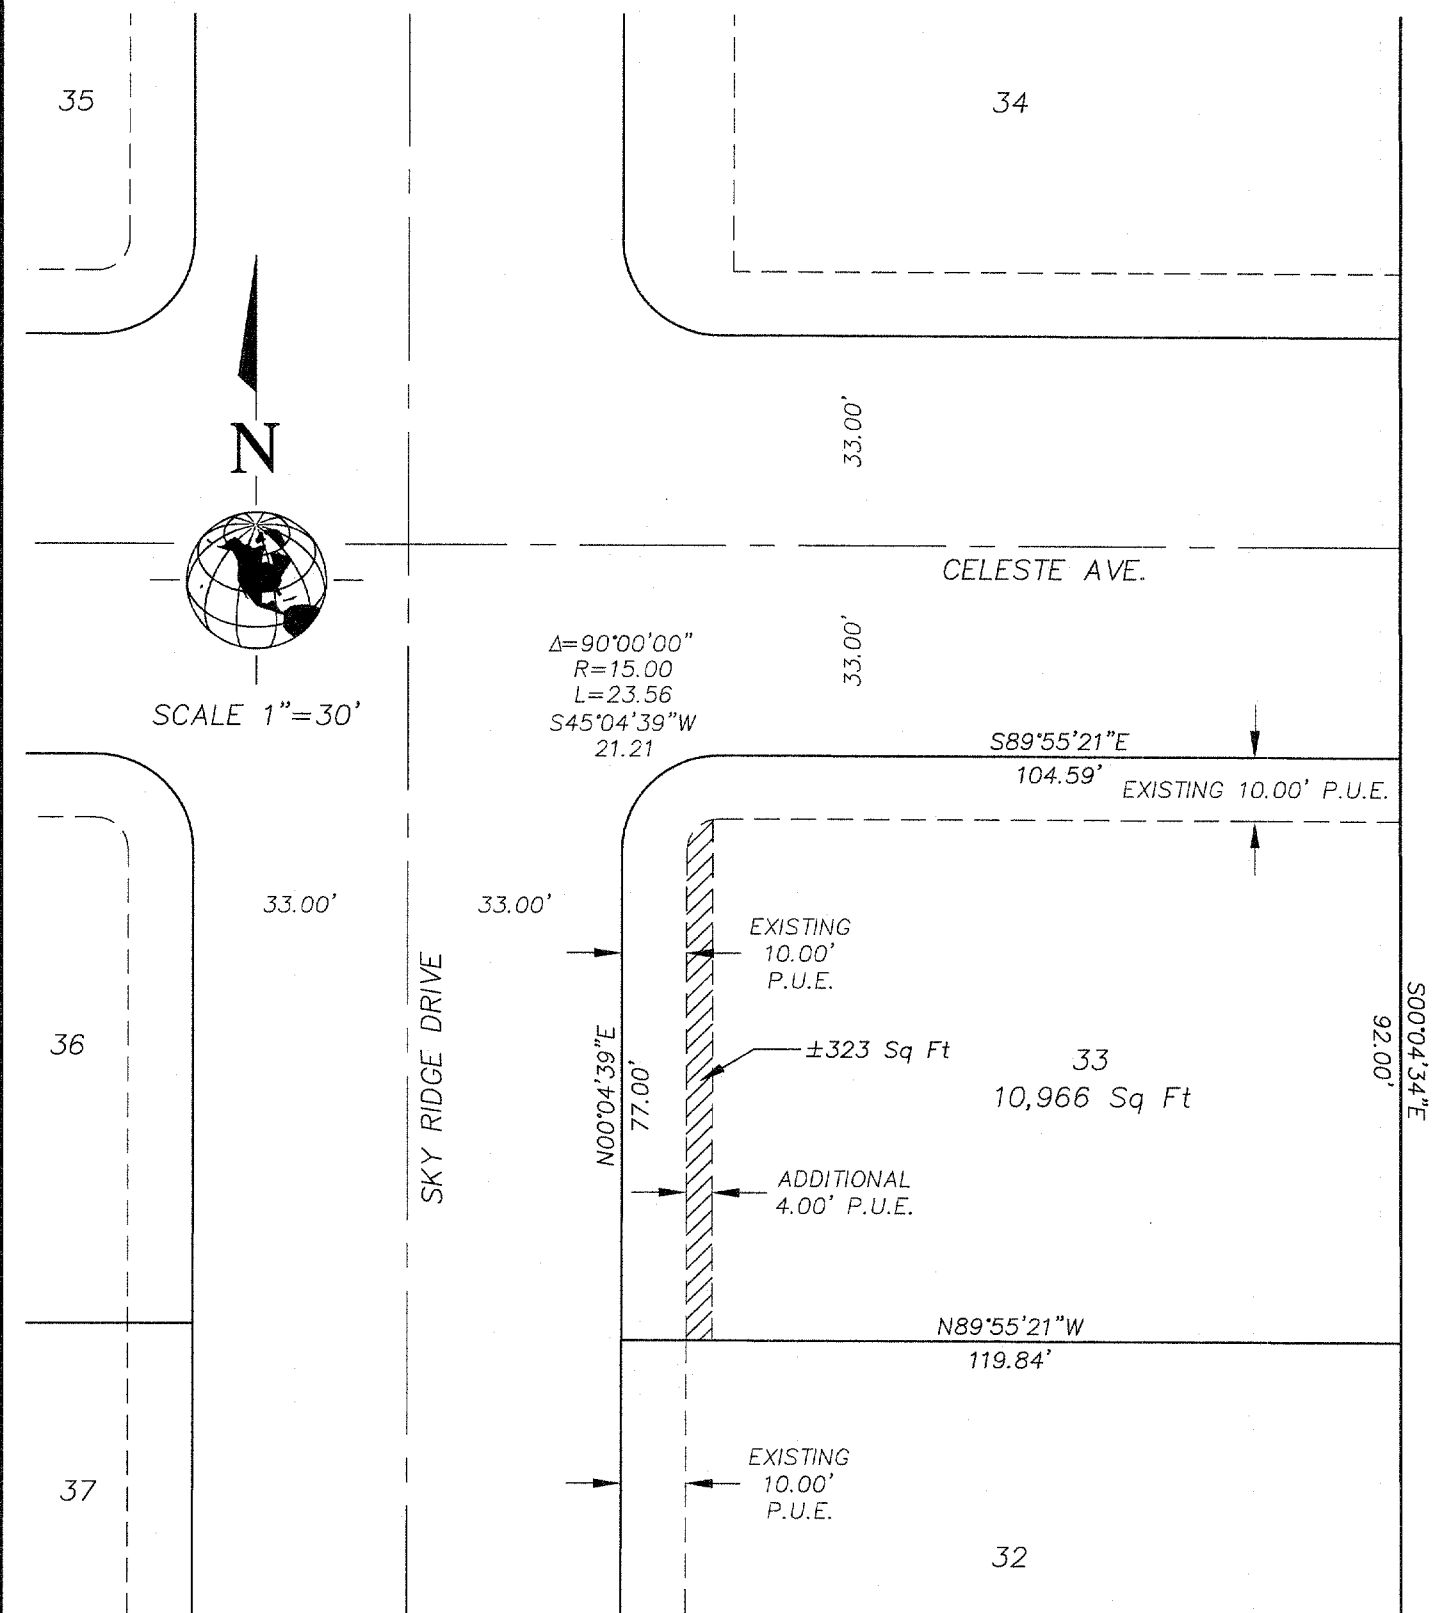 35
34
N
SCALE 1"=30'
33.00'
CELESTE AVE.
33.00'
Δ=90°00'00"
R=15.00
L=23.56
S45°04'39"W
21.21
S89°55'21"E
104.59'
EXISTING 10.00' P.U.E.
33.00'
33.00'
EXISTING
10.00'
P.U.E.
SKY RIDGE DRIVE
N00°04'39"E
77.00'
36
±323 Sq Ft
33
10,966 Sq Ft
S00°04'34"E
92.00'
ADDITIONAL
4.00' P.U.E.
N89°55'21"W
119.84'
EXISTING
10.00'
P.U.E.
37
32